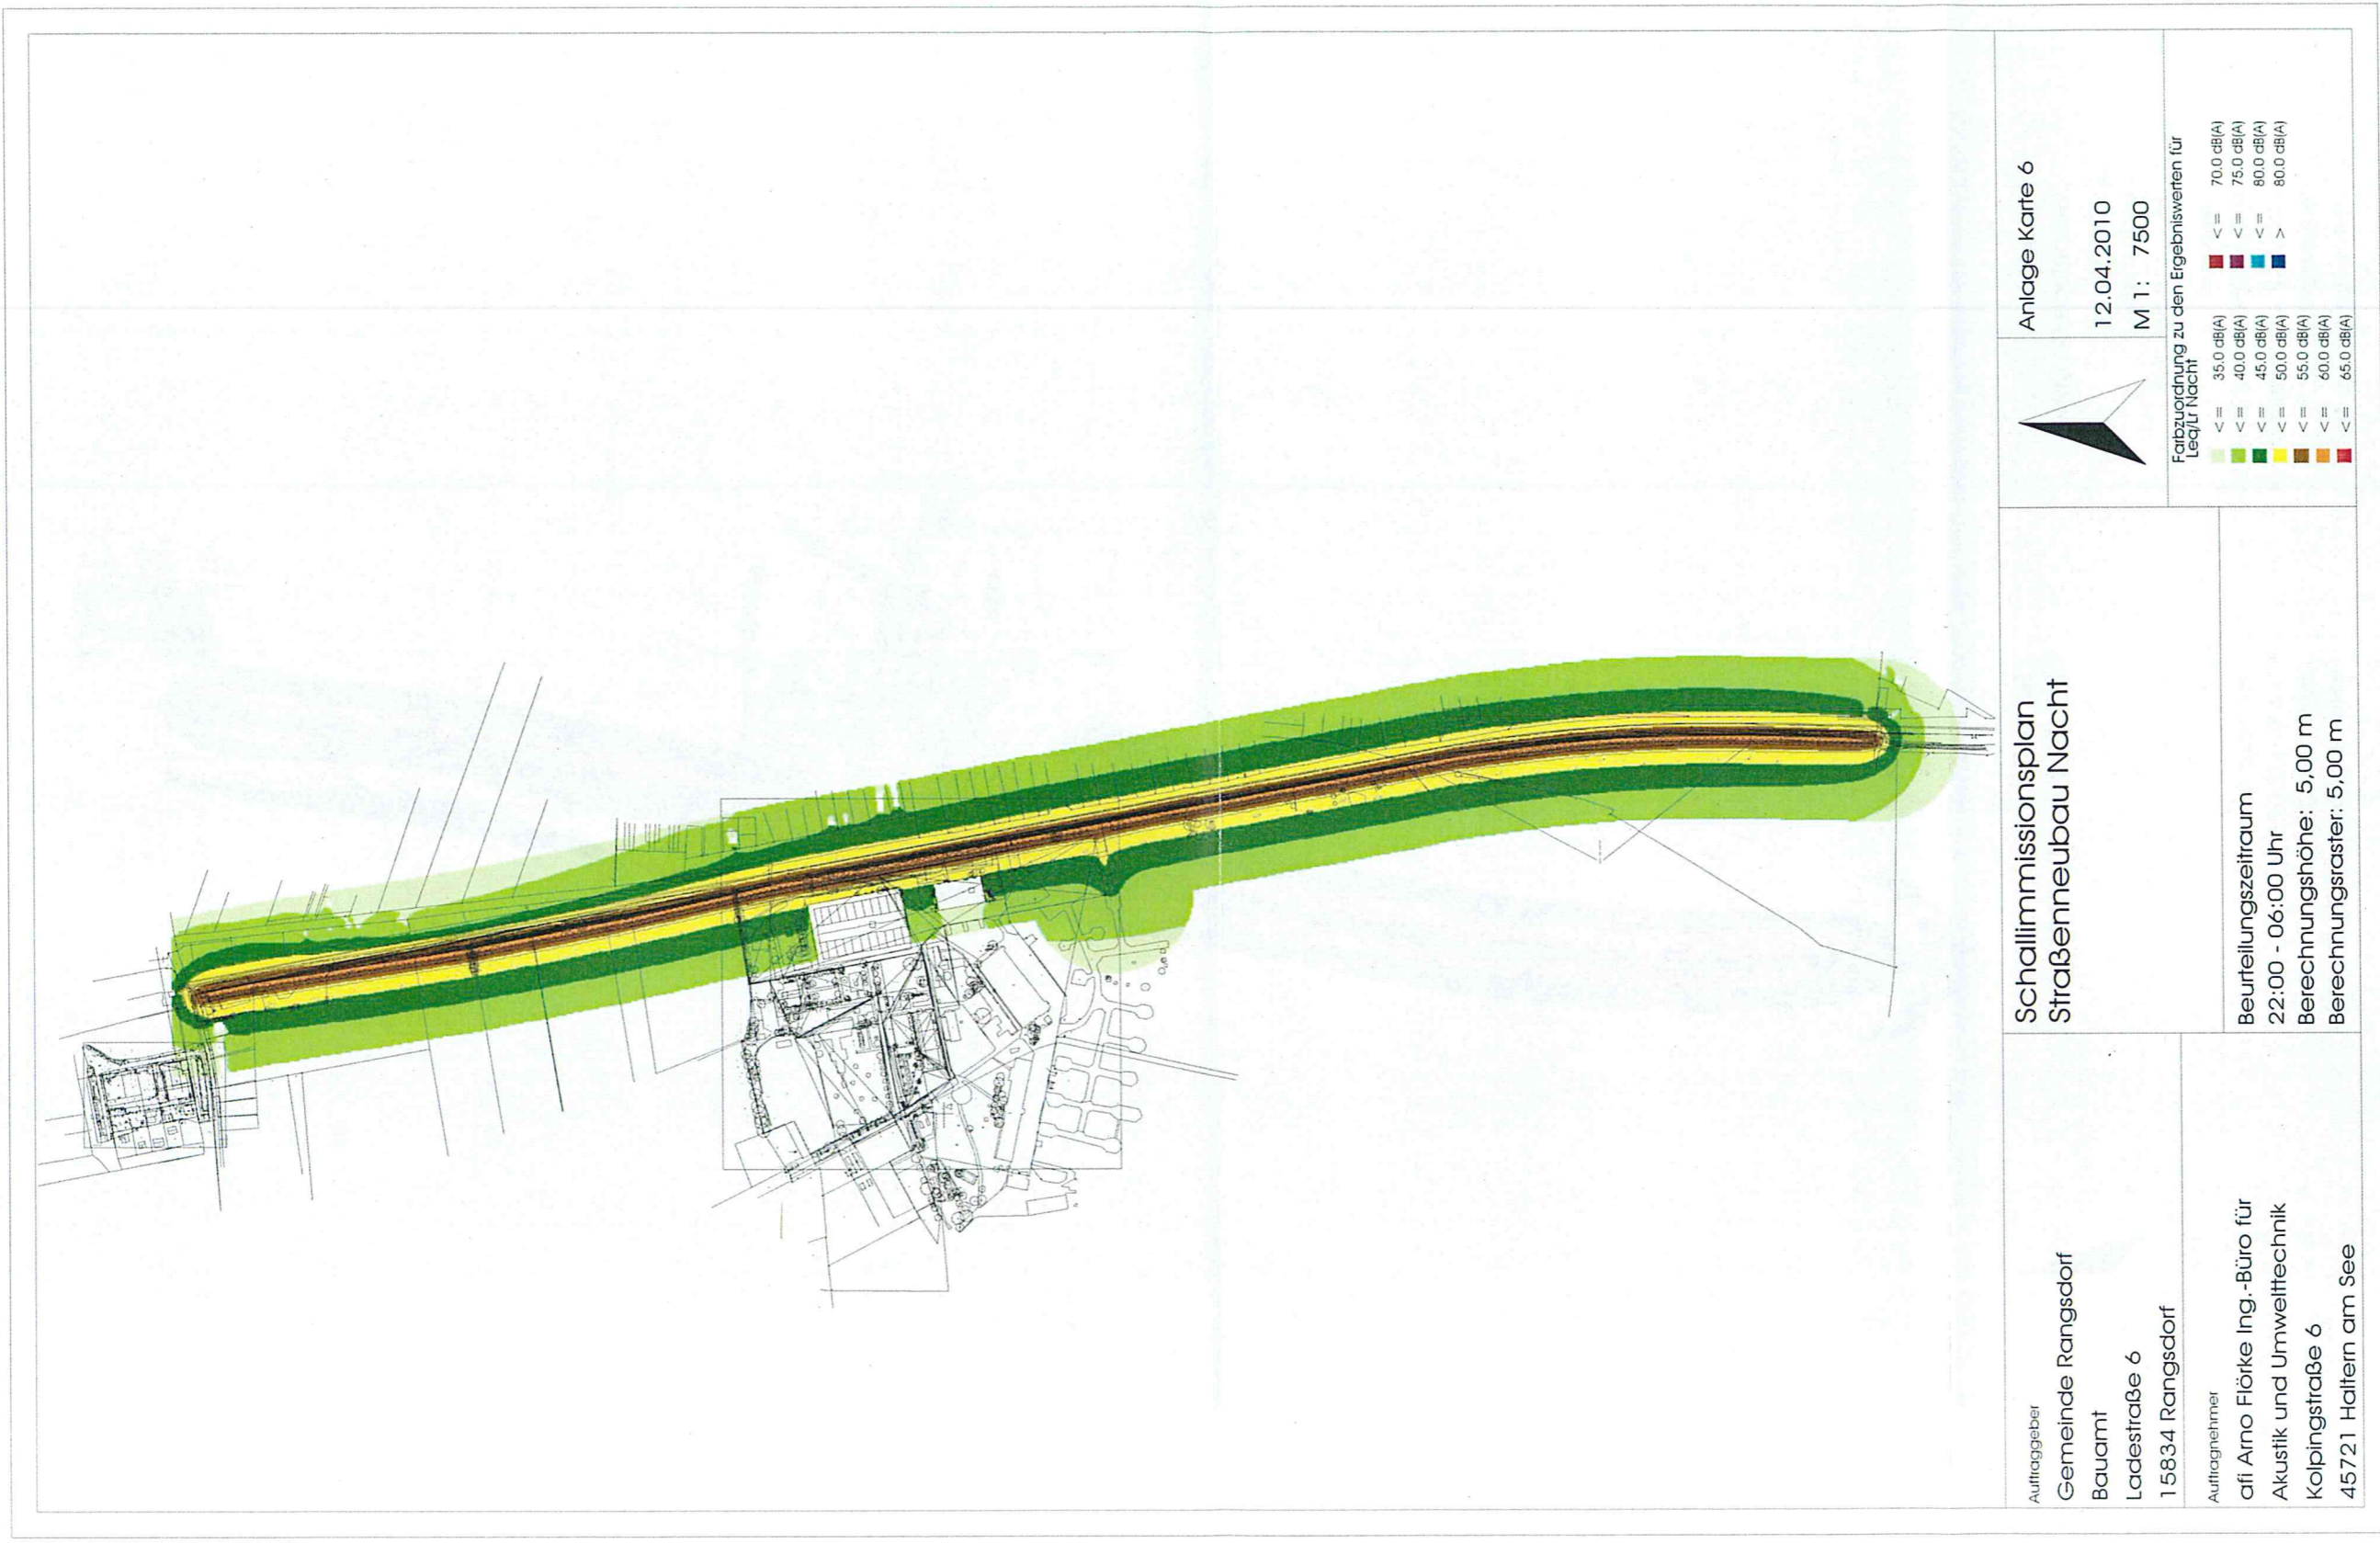 Auftraggeber
Gemeinde Rangsdorf
Bauamt
Ladestraße 6
15834 Rangsdorf
Auftragnehmer
afi Arno Flörke Ing.-Büro für
Akustik und Umwelttechnik
Kolpingstraße 6
45721 Haltern am See
Schallimmissionsplan
Straßenneubau Nacht
Beurteilungszeitraum
22:00 - 06:00 Uhr
Berechnungshöhe: 5,00 m
Berechnungsraster: 5,00 m
Anlage Karte 6
12.04.2010
M 1: 7500
Farbzuordnung zu den Ergebniswerten für
Leq/Lr Nacht
<= 35.0 dB(A)
<= 40.0 dB(A)
<= 45.0 dB(A)
<= 50.0 dB(A)
<= 55.0 dB(A)
<= 60.0 dB(A)
<= 65.0 dB(A)
<= 70.0 dB(A)
<= 75.0 dB(A)
<= 80.0 dB(A)
> 80.0 dB(A)